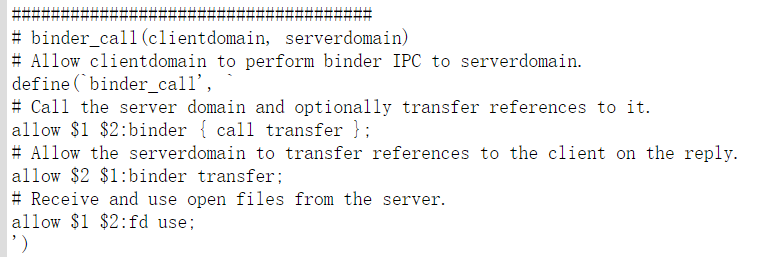 #####################################
# binder_call(clientdomain, serverdomain)
# Allow clientdomain to perform binder IPC to serverdomain.
define(`binder_call', `
# Call the server domain and optionally transfer references to it.
allow $1 $2:binder { call transfer };
# Allow the serverdomain to transfer references to the client on the reply.
allow $2 $1:binder transfer;
# Receive and use open files from the server.
allow $1 $2:fd use;
')